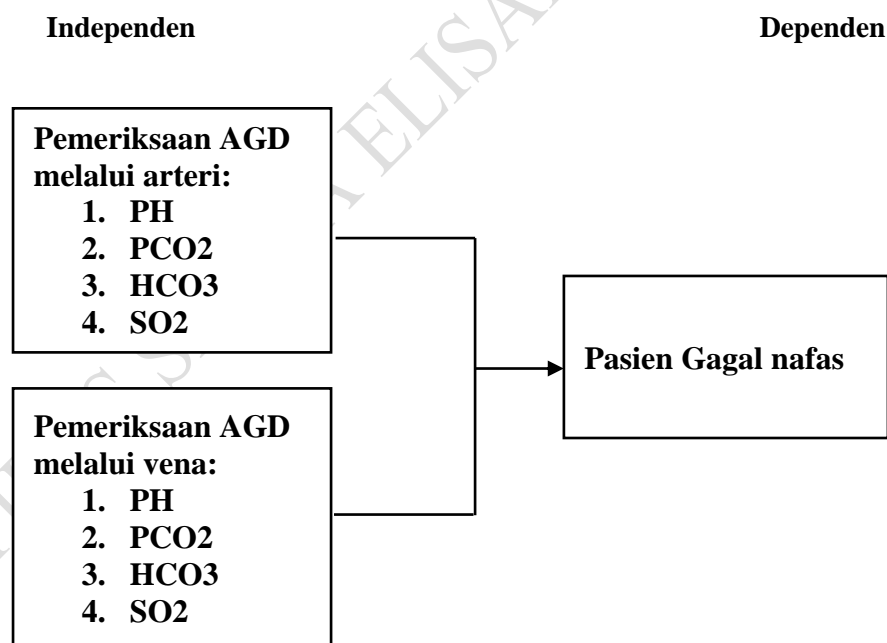 Independen
Dependen
Pemeriksaan AGD
melalui arteri:
1. PH
2. PCO2
3. HCO3
4. SO2
Pasien Gagal nafas
Pemeriksaan AGD
melalui vena:
1. PH
2. PCO2
3. HCO3
4. SO2